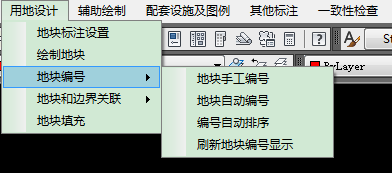 用地设计 辅助绘制 配套设施及图例 其他标注 一致性检查
地块标注设置
绘制地块
地块编号
地块和边界关联
地块填充
地块手工编号
地块自动编号
编号自动排序
刷新地块编号显示
St
ByLayer